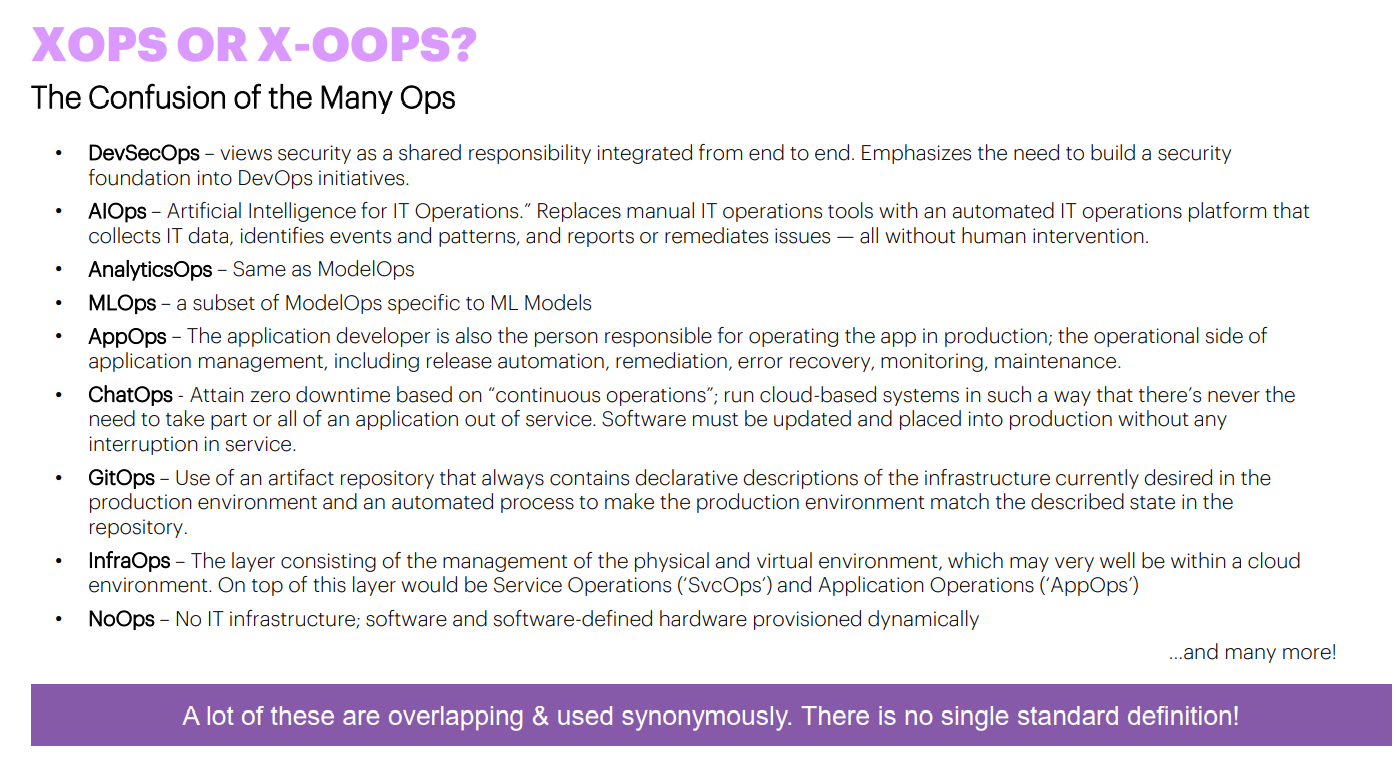 XOPS OR X-OOPS?
The Confusion of the Many Ops
• DevSecOps – views security as a shared responsibility integrated from end to end. Emphasizes the need to build a security
foundation into DevOps initiatives.
• AIOps – Artificial Intelligence for IT Operations.” Replaces manual IT operations tools with an automated IT operations platform that
collects IT data, identifies events and patterns, and reports or remediates issues — all without human intervention.
• AnalyticsOps – Same as ModelOps
• MLOps – a subset of ModelOps specific to ML Models
• AppOps – The application developer is also the person responsible for operating the app in production; the operational side of
application management, including release automation, remediation, error recovery, monitoring, maintenance.
• ChatOps - Attain zero downtime based on “continuous operations”; run cloud-based systems in such a way that there’s never the
need to take part or all of an application out of service. Software must be updated and placed into production without any
interruption in service.
• GitOps – Use of an artifact repository that always contains declarative descriptions of the infrastructure currently desired in the
production environment and an automated process to make the production environment match the described state in the
repository.
• InfraOps – The layer consisting of the management of the physical and virtual environment, which may very well be within a cloud
environment. On top of this layer would be Service Operations (‘SvcOps’) and Application Operations (‘AppOps’)
• NoOps – No IT infrastructure; software and software-defined hardware provisioned dynamically
...and many more!
A lot of these are overlapping & used synonymously. There is no single standard definition!